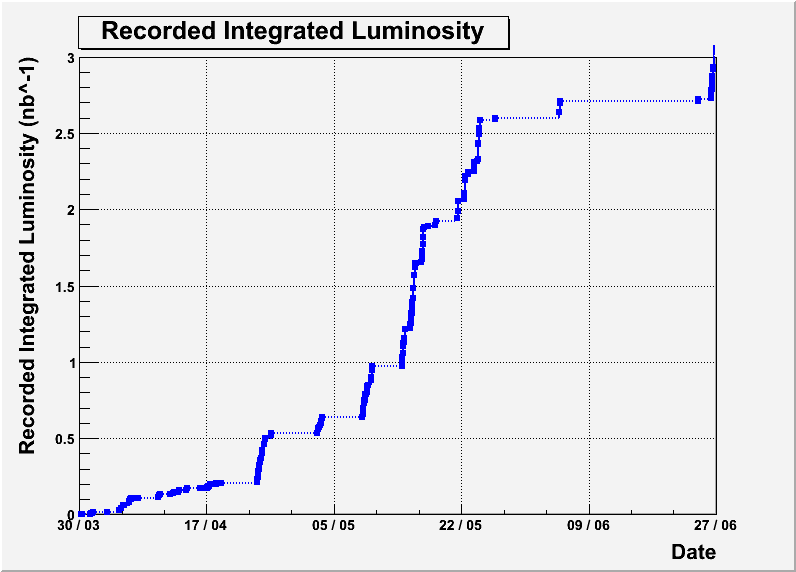 Recorded Integrated Luminosity
Recorded Integrated Luminosity (nb^-1)
3
2.5
2
1.5
1
0.5
0
30 / 03
17 / 04
05 / 05
22 / 05
09 / 06
27 / 06
Date